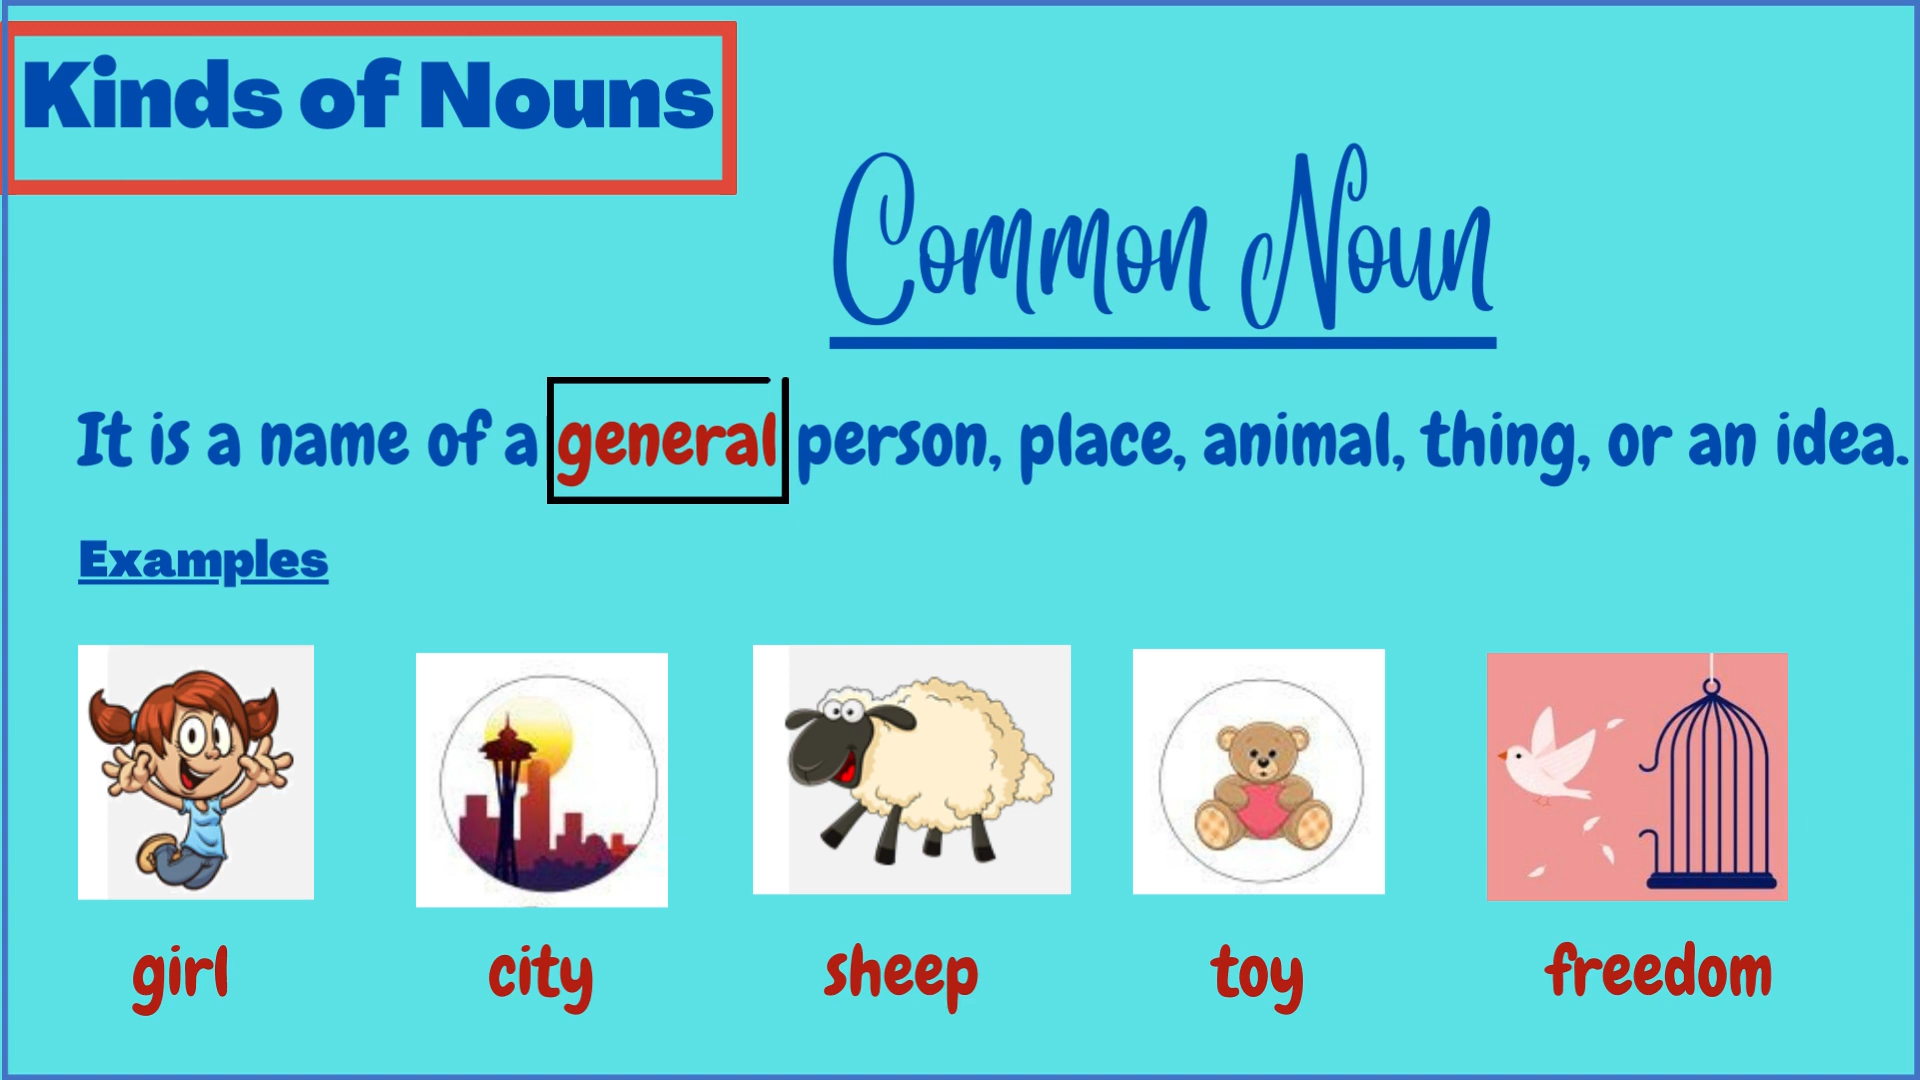 Kinds of Nouns
Common Noun
It is a name of a general person, place, animal, thing, or an idea.
Examples
girl city sheep toy freedom